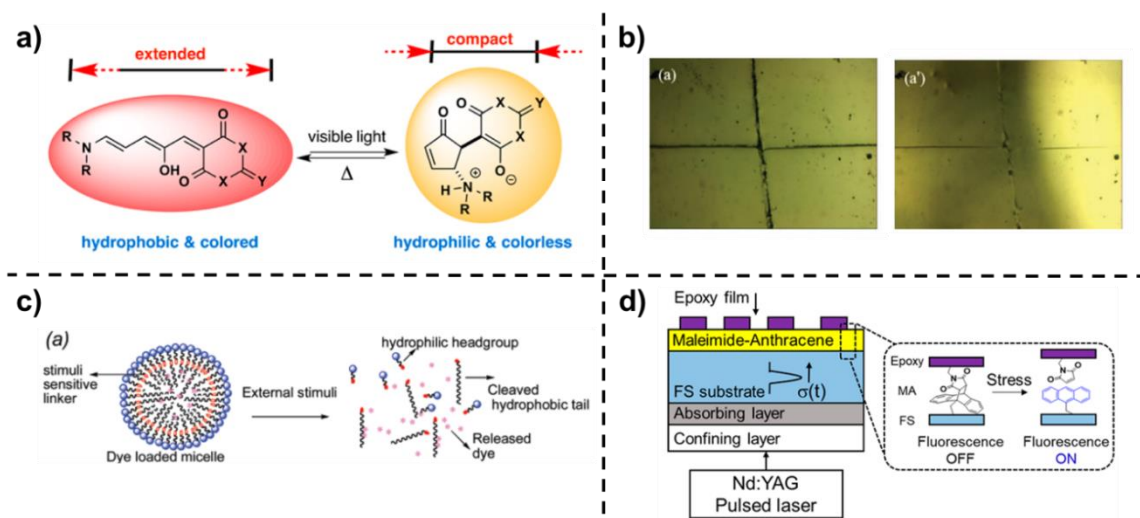 a)
extended
compact
O
X
Y
R
N
R
OH
O
X
visible light
Δ
O
O
X
Y
X
O
⊖
H
N
⊕
R
R
hydrophobic & colored
hydrophilic & colorless
b)
(a)
(a')
c)
(a)
stimuli
sensitive
linker
External stimuli
hydrophilic headgroup
Cleaved
hydrophobic tail
Released
dye
Dye loaded micelle
d)
Epoxy film
Maleimide-Anthracene
FS substrate
σ(t)
Absorbing layer
Confining layer
Nd:YAG
Pulsed laser
Epoxy
MA
FS
Stress
O
N
O
O
N
O
Fluorescence
OFF
Fluorescence
ON